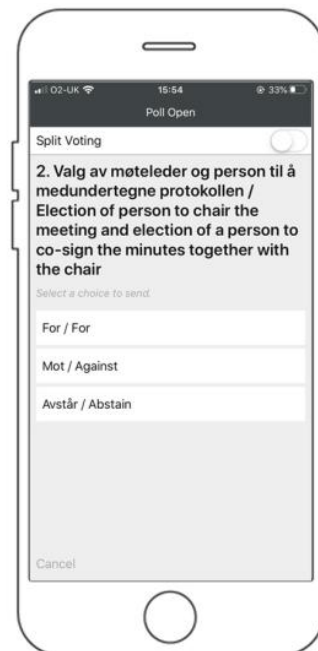 O2-UK 15:54 33%
Poll Open
Split Voting
2. Valg av møteleder og person til å
medundertegne protokollen /
Election of person to chair the
meeting and election of a person to
co-sign the minutes together with
the chair
Select a choice to send.
For / For
Mot / Against
Avstår / Abstain
Cancel